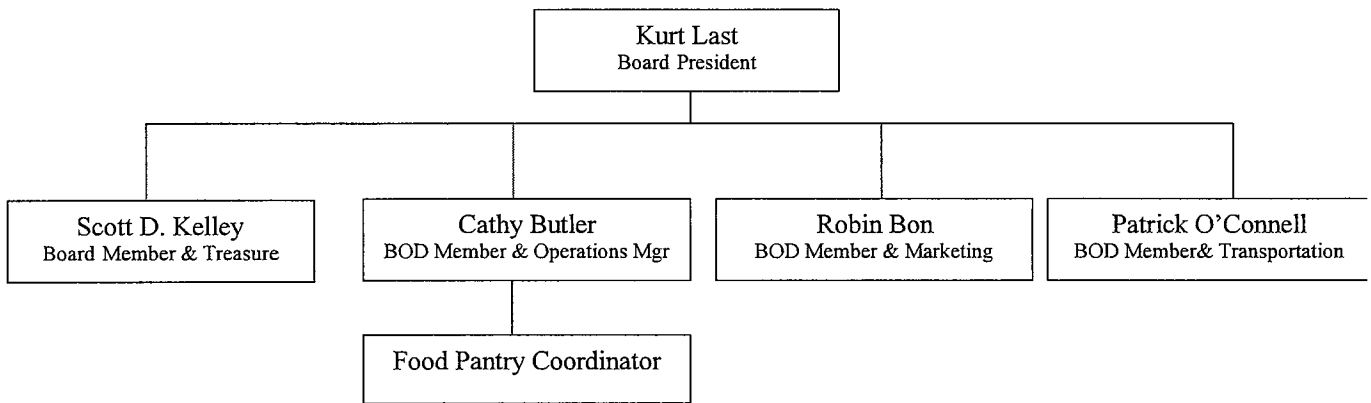 Kurt Last
Board President
Scott D. Kelley
Board Member & Treasure
Cathy Butler
BOD Member & Operations Mgr
Robin Bon
BOD Member & Marketing
Patrick O'Connell
BOD Member& Transportation
Food Pantry Coordinator